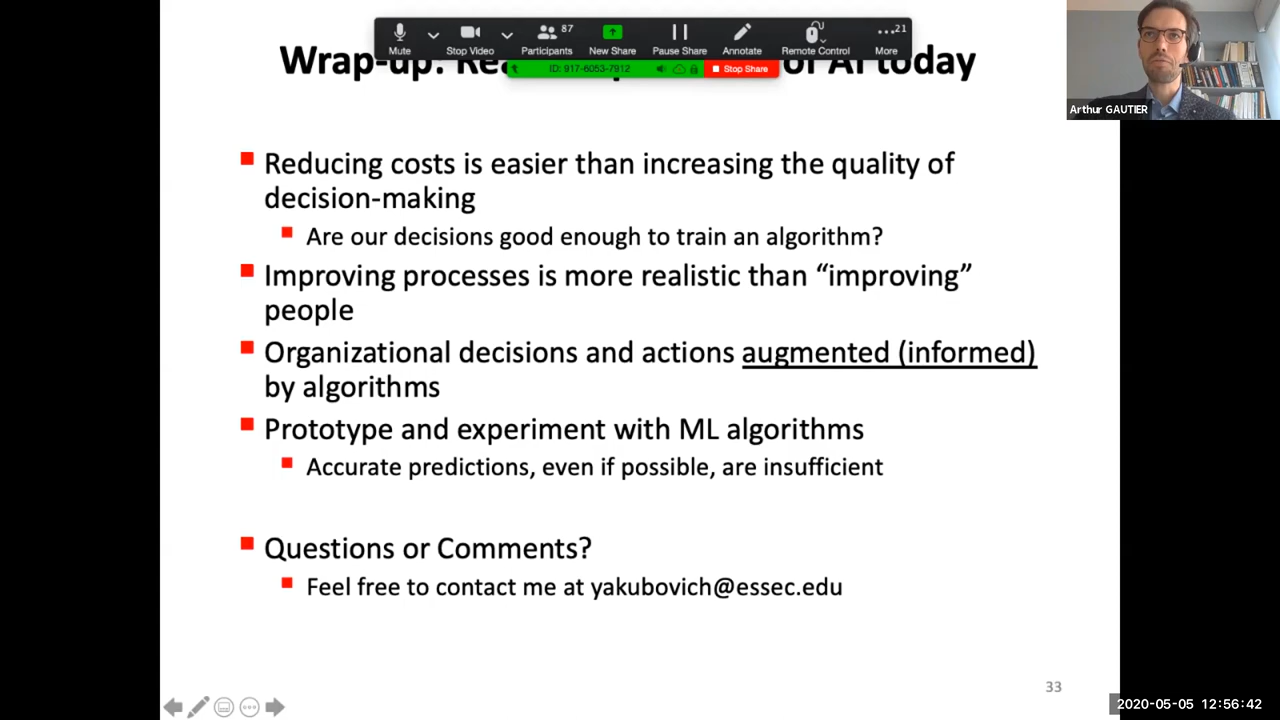 87
21
Mute
Stop Video
Participants
New Share
Pause Share
Annotate
Remote Control
More
ID: 917-6053-7912
Stop Share
Wrap-up: of AI today
Arthur GAUTIER
Reducing costs is easier than increasing the quality of
decision-making
Are our decisions good enough to train an algorithm?
Improving processes is more realistic than “improving”
people
Organizational decisions and actions augmented (informed)
by algorithms
Prototype and experiment with ML algorithms
Accurate predictions, even if possible, are insufficient
Questions or Comments?
Feel free to contact me at yakubovich@essec.edu
33
2020-05-05 12:56:42